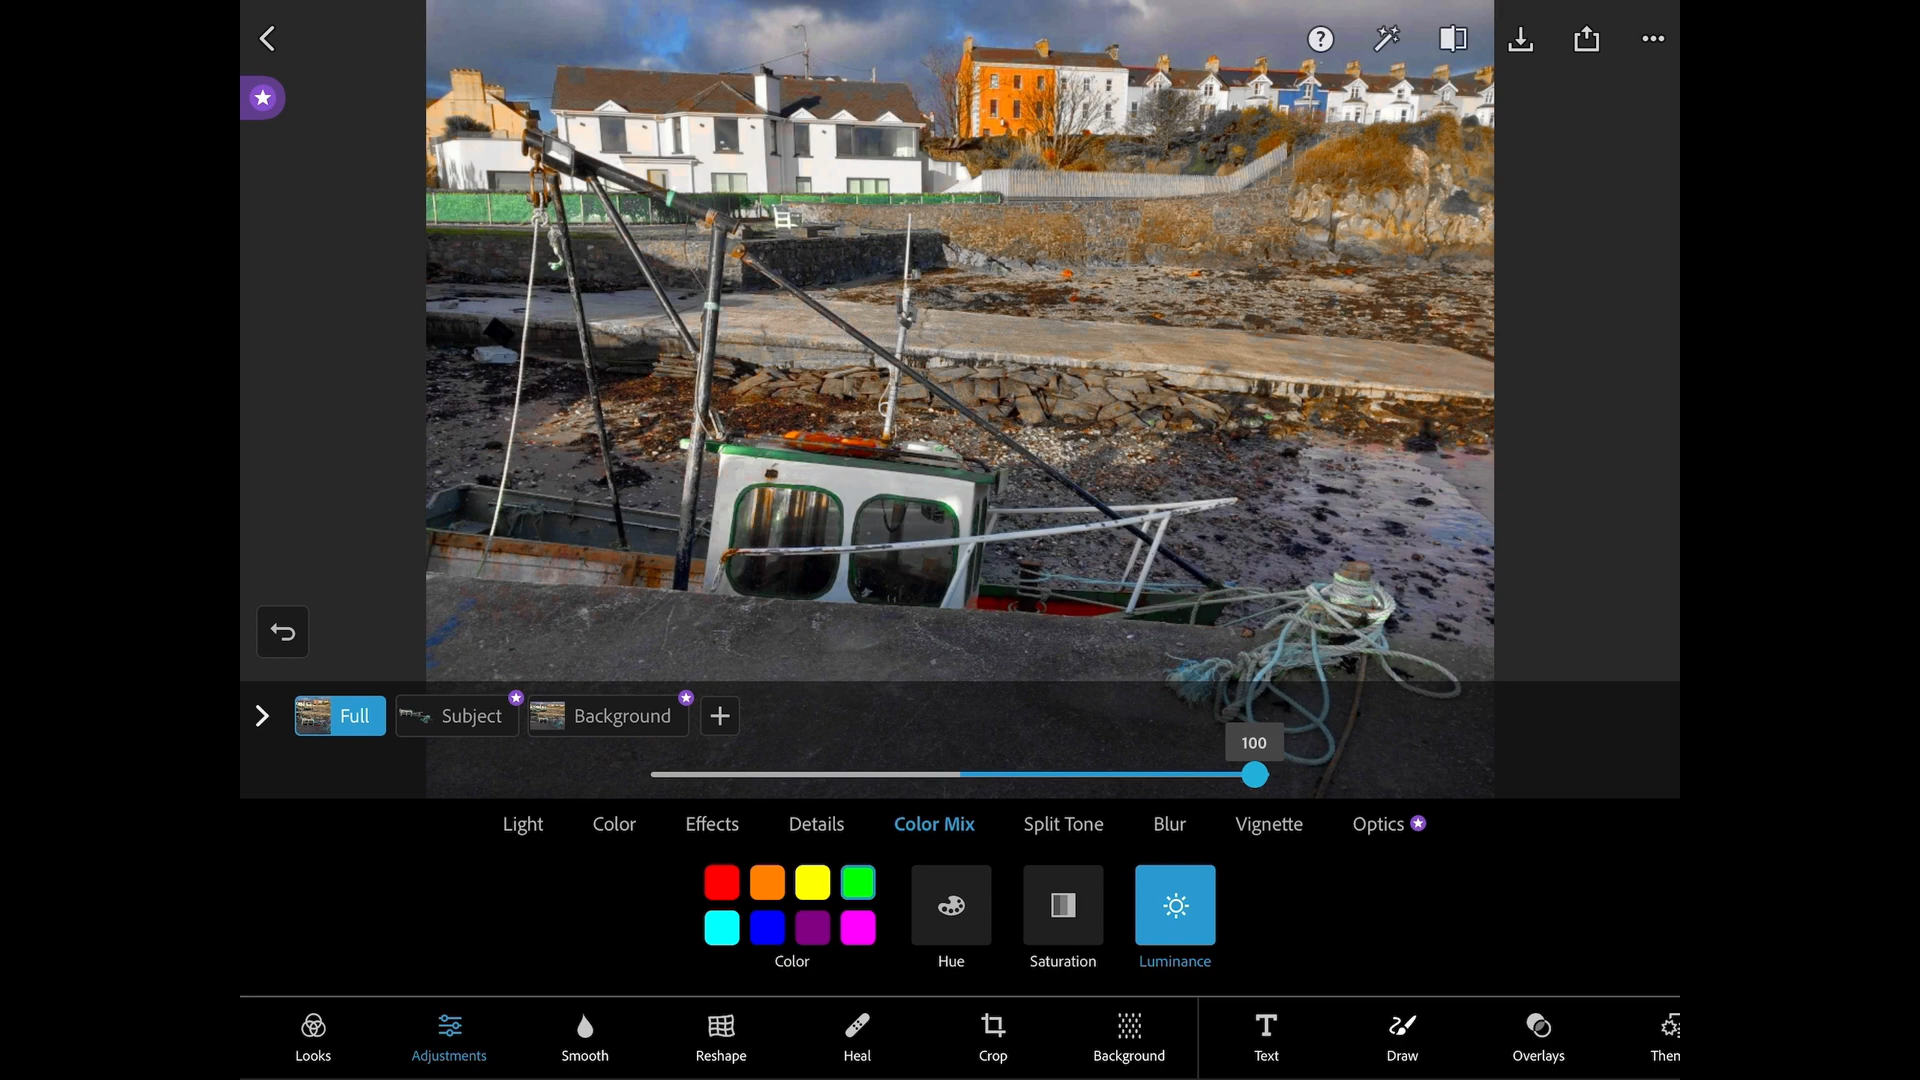 Full
Subject
Background
100
Light
Color
Effects
Details
Color Mix
Split Tone
Blur
Vignette
Optics
Color
Hue
Saturation
Luminance
Looks
Adjustments
Smooth
Reshape
Heal
Crop
Background
Text
Draw
Overlays
Then